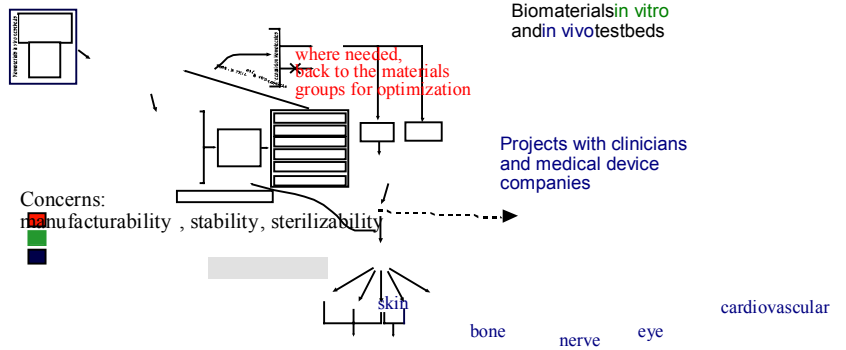 Biomaterials in vitro
and in vivo testbeds
where needed,
back to the materials
groups for optimization
Projects with clinicians
and medical device
companies
Concerns:
manufacturability , stability, sterilizability
skin
cardiovascular
bone
nerve
eye